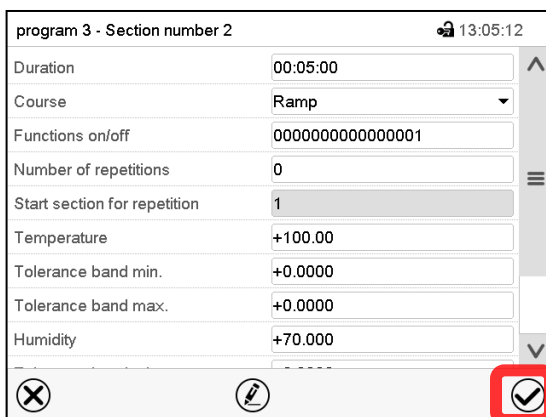 program 3 - Section number 2 13:05:12
Duration 00:05:00
Course Ramp
Functions on/off 0000000000000001
Number of repetitions 0
Start section for repetition 1
Temperature +100.00
Tolerance band min. +0.0000
Tolerance band max. +0.0000
Humidity +70.000